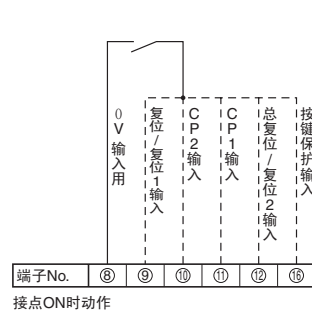 0V输入用
复位/复位1输入
CP2输入
CP1输入
总复位/复位2输入
按键保护输入
端子No. ⑧ ⑨ ⑩ ⑪ ⑫ ⑯
接点ON时动作